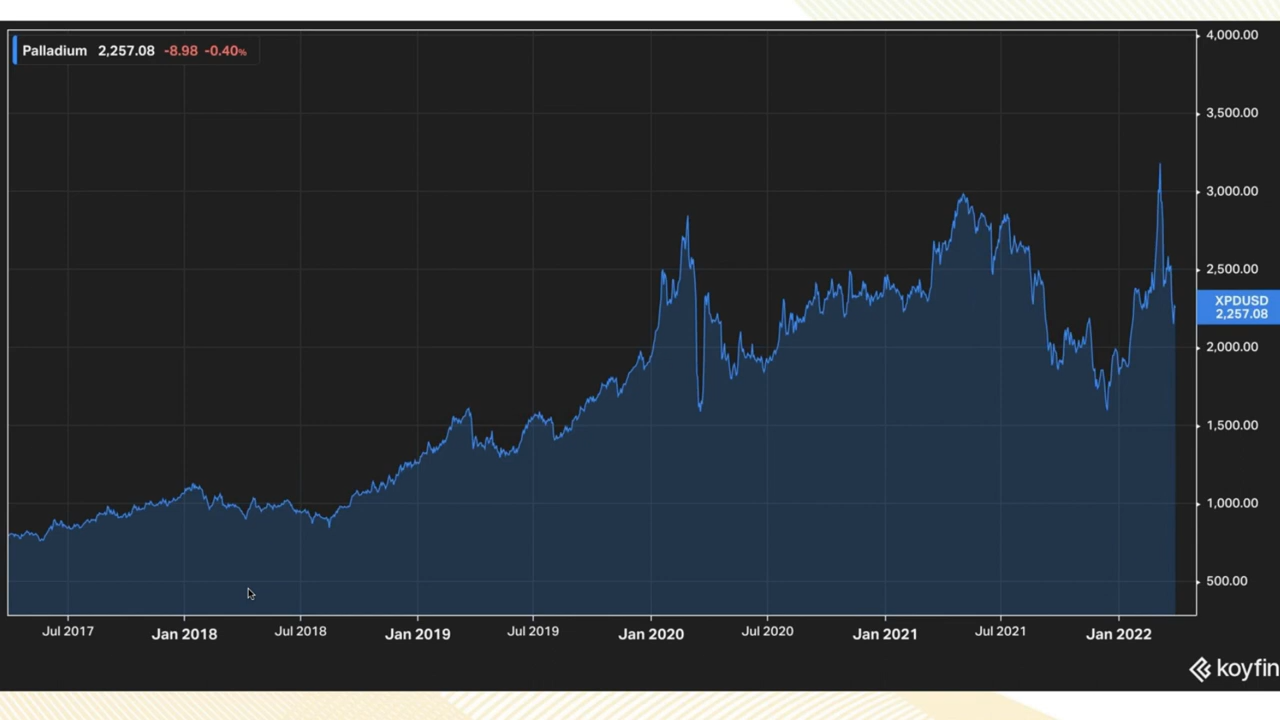 Palladium 2,257.08 -8.98 -0.40%
4,000.00
3,500.00
3,000.00
2,500.00
XPDUSD
2,257.08
2,000.00
1,500.00
1,000.00
500.00
Jul 2017 Jan 2018 Jul 2018 Jan 2019 Jul 2019 Jan 2020 Jul 2020 Jan 2021 Jul 2021 Jan 2022
koyfin